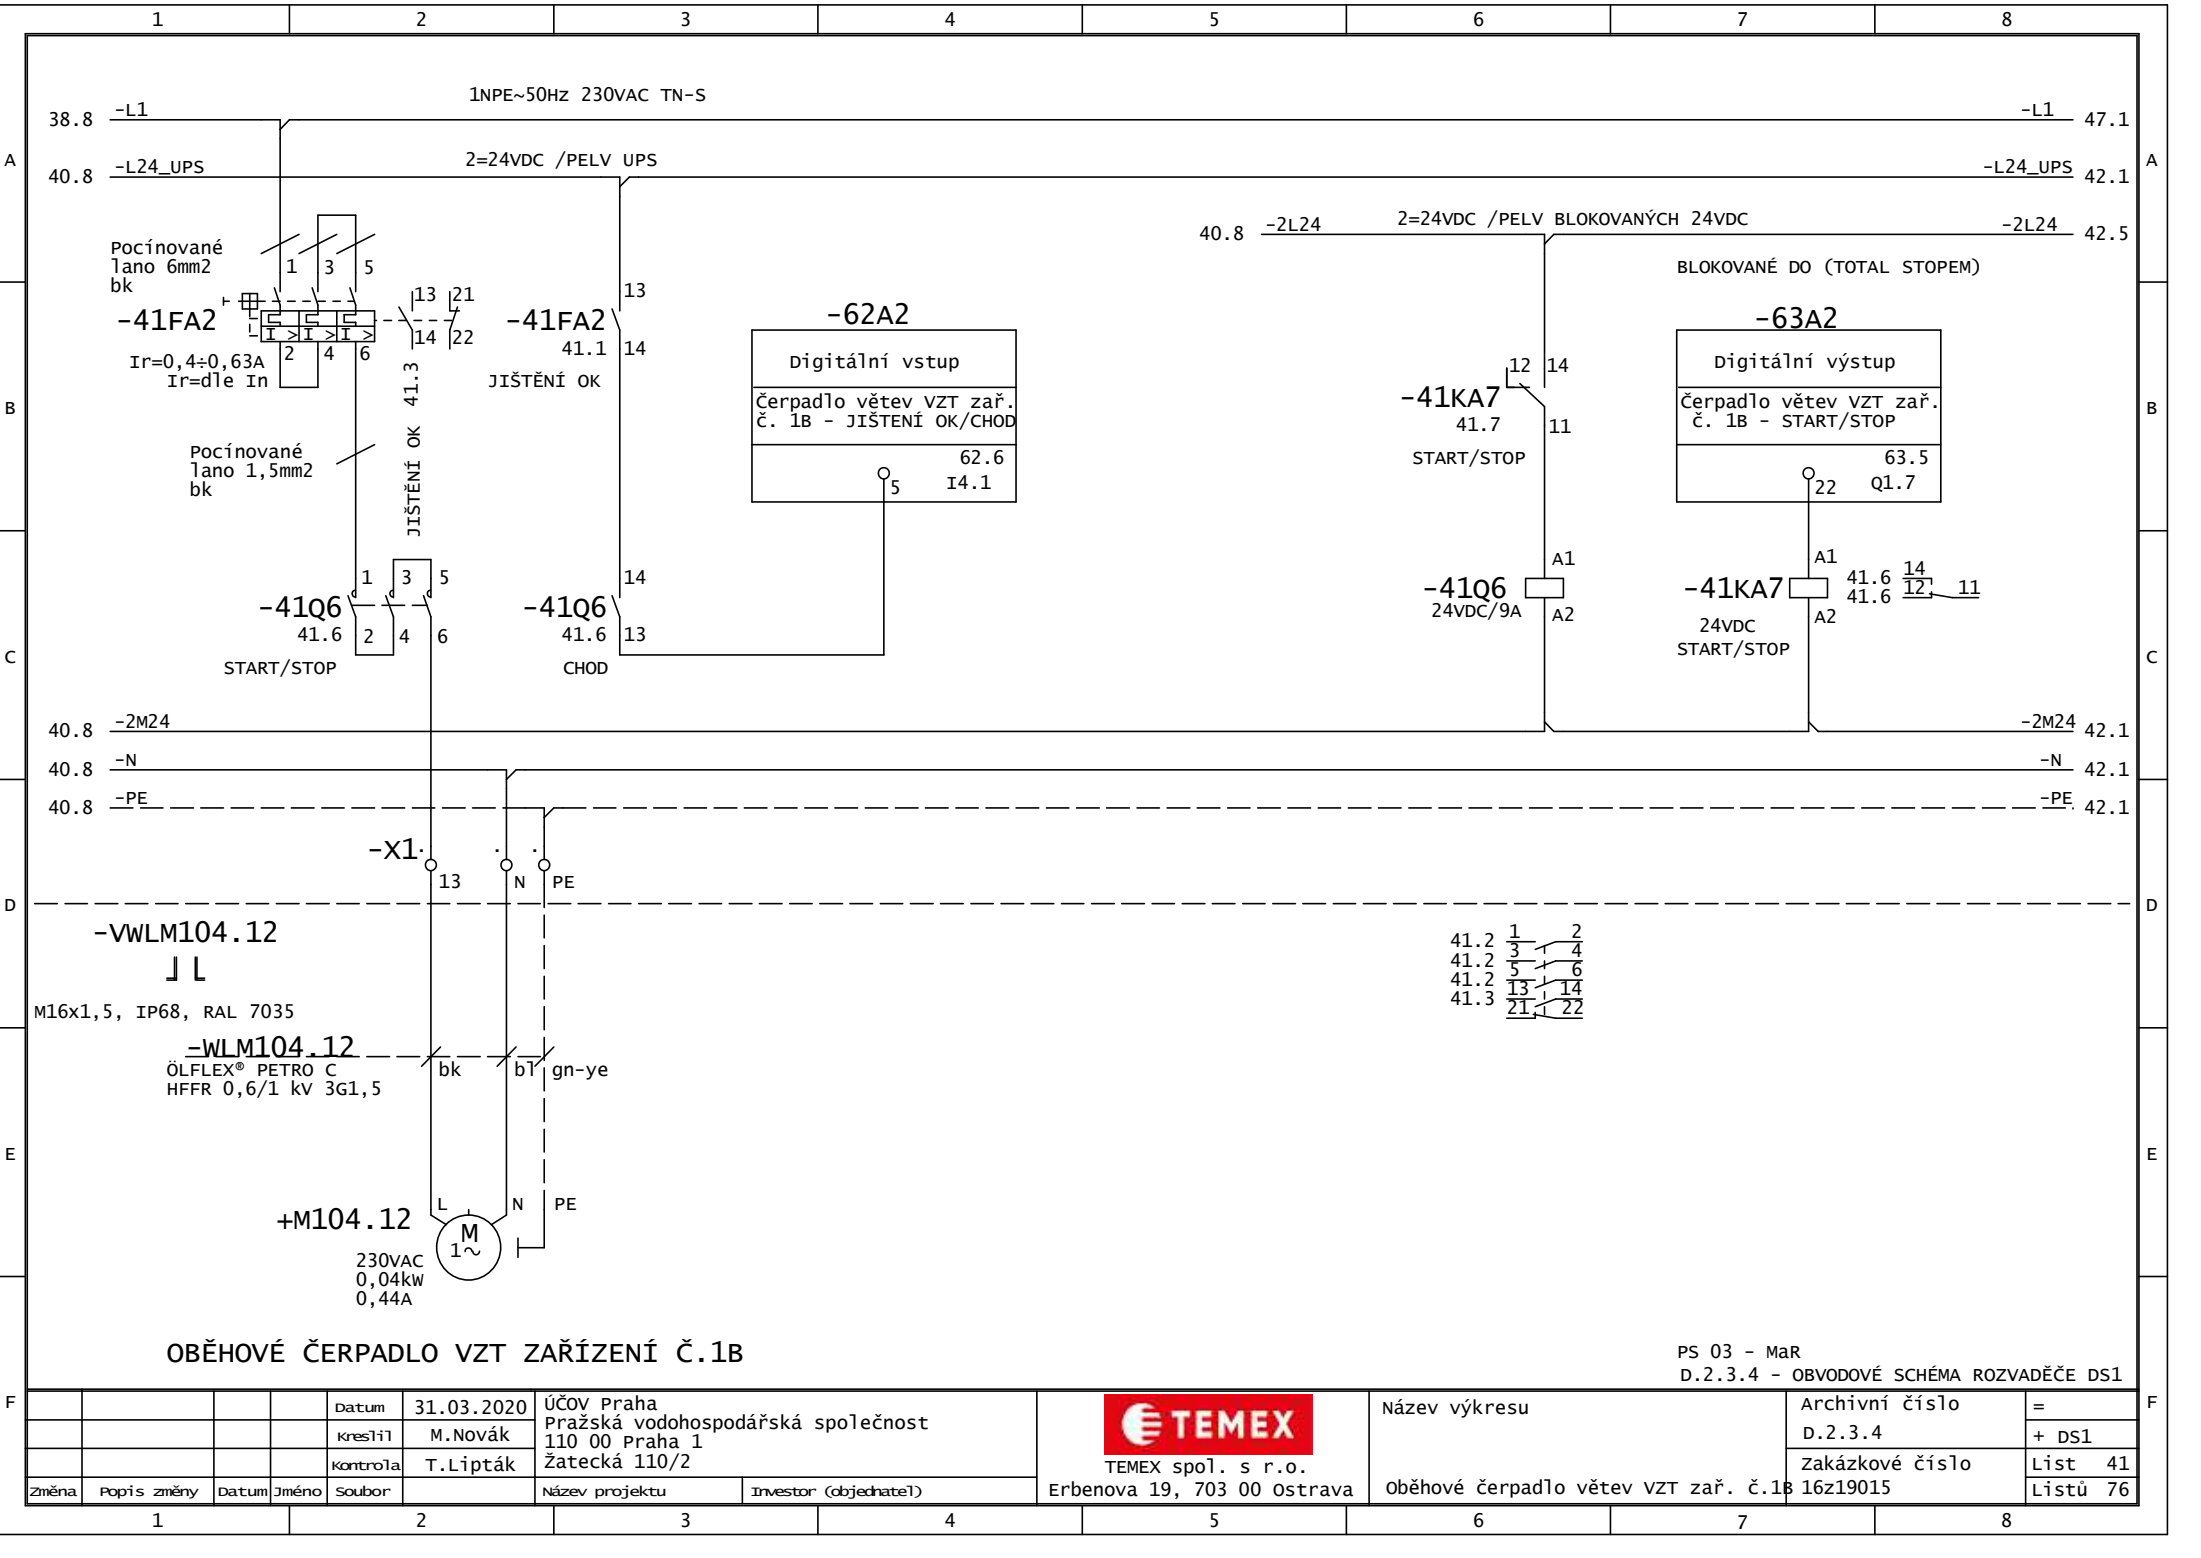 1 2 3 4 5 6 7 8
1NPE~50Hz 230VAC TN-S
38.8 -L1 -L1 47.1
A A
2=24VDC /PELV UPS
40.8 -L24_UPS -L24_UPS 42.1
2=24VDC /PELV BLOKOVANÝCH 24VDC
40.8 -2L24 -2L24 42.5
BLOKOVANÉ DO (TOTAL STOPEM)
Pocínované
lano 6mm2
bk
1 3 5
-41FA2
I > I > I >
2 4 6
Ir=0,4÷0,63A
Ir=dle In
13 21
14 22
JIŠTĚNÍ OK 41.3
13
-41FA2
41.1 14
JIŠTĚNÍ OK
-62A2
Digitální vstup
Čerpadlo větev VZT zař.
č. 1B - JIŠTENÍ OK/CHOD
62.6
5 I4.1
12 14
-41KA7
41.7 11
START/STOP
-63A2
Digitální výstup
Čerpadlo větev VZT zař.
č. 1B - START/STOP
63.5
22 Q1.7
B B
Pocínované
lano 1,5mm2
bk
1 3 5
-41Q6
41.6 2 4 6
START/STOP
14
-41Q6
41.6 13
CHOD
A1
-41Q6
24VDC/9A A2
A1
-41KA7
A2
24VDC
START/STOP
41.6 14
41.6 12 11
C C
40.8 -2M24 -2M24 42.1
40.8 -N -N 42.1
40.8 -PE -PE 42.1
-X1
13 N PE
D D
-VWLM104.12
M16x1,5, IP68, RAL 7035
41.2 1 2
41.2 3 4
41.2 5 6
41.3 13 14
21 22
-WLM104.12
ÖLFLEX® PETRO C
HFFR 0,6/1 kV 3G1,5
bk bl gn-ye
E E
L N PE
+M104.12
M
1~
230VAC
0,04kW
0,44A
OBĚHOVÉ ČERPADLO VZT ZAŘÍZENÍ Č.1B
PS 03 - MaR
D.2.3.4 - OBVODOVÉ SCHÉMA ROZVADĚČE DS1
F F
Datum 31.03.2020
Kreslil M.Novák
Kontrola T.Lipták
Změna Popis změny Datum Jméno Soubor
ÚČOV Praha
Pražská vodohospodářská společnost
110 00 Praha 1
Žatecká 110/2
Název projektu Investor (objednatel)
TEMEX
TEMEX spol. s r.o.
Erbenova 19, 703 00 Ostrava
Název výkresu
Oběhové čerpadlo větev VZT zař. č.1B
Archivní číslo
D.2.3.4
Zakázkové číslo
16z19015
=
+ DS1
List 41
Listů 76
1 2 3 4 5 6 7 8